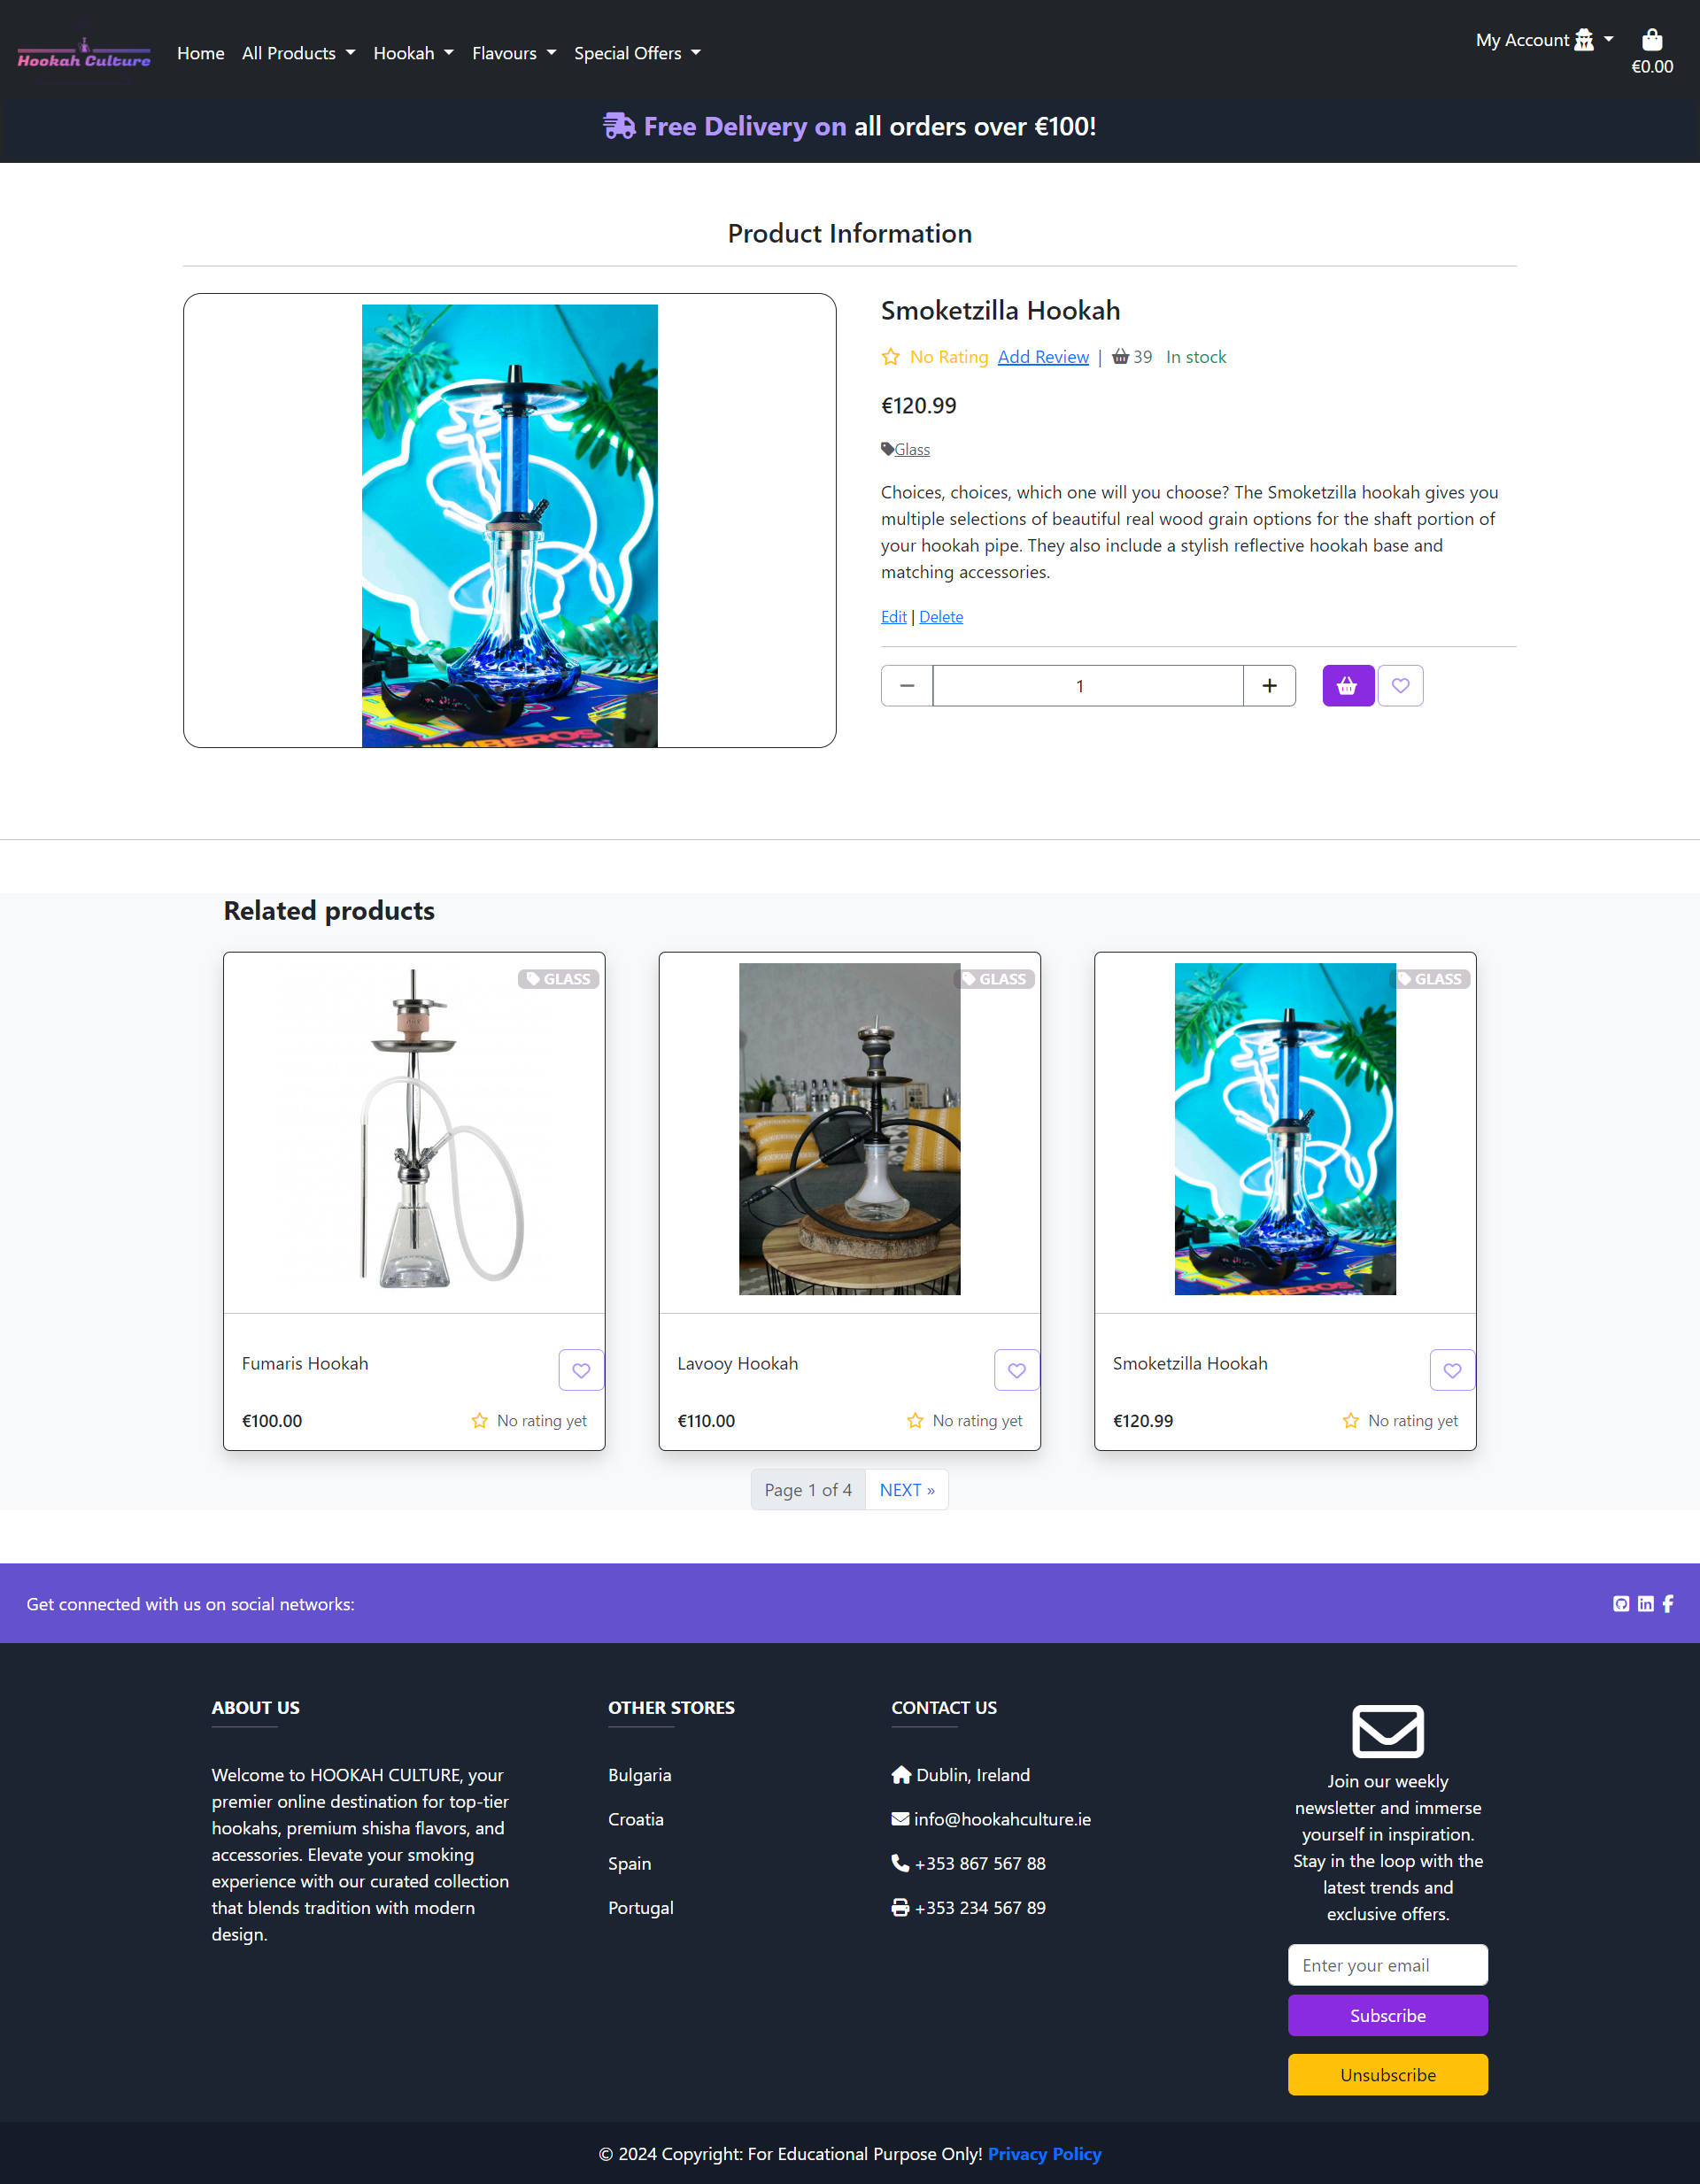 Hookah Culture
Home All Products Hookah Flavours Special Offers
My Account
€0.00
Free Delivery on all orders over €100!
Product Information
Smoketzilla Hookah
No Rating Add Review | 39 In stock
€120.99
Glass
Choices, choices, which one will you choose? The Smoketzilla hookah gives you
multiple selections of beautiful real wood grain options for the shaft portion of
your hookah pipe. They also include a stylish reflective hookah base and
matching accessories.
Edit | Delete
1
Related products
GLASS
Fumaris Hookah
€100.00 No rating yet
GLASS
Lavooy Hookah
€110.00 No rating yet
GLASS
Smoketzilla Hookah
€120.99 No rating yet
Page 1 of 4 NEXT »
Get connected with us on social networks:
ABOUT US
Welcome to HOOKAH CULTURE, your
premier online destination for top-tier
hookahs, premium shisha flavors, and
accessories. Elevate your smoking
experience with our curated collection
that blends tradition with modern
design.
OTHER STORES
Bulgaria
Croatia
Spain
Portugal
CONTACT US
Dublin, Ireland
info@hookahculture.ie
+353 867 567 88
+353 234 567 89
Join our weekly
newsletter and immerse
yourself in inspiration.
Stay in the loop with the
latest trends and
exclusive offers.
Enter your email
Subscribe
Unsubscribe
© 2024 Copyright: For Educational Purpose Only! Privacy Policy